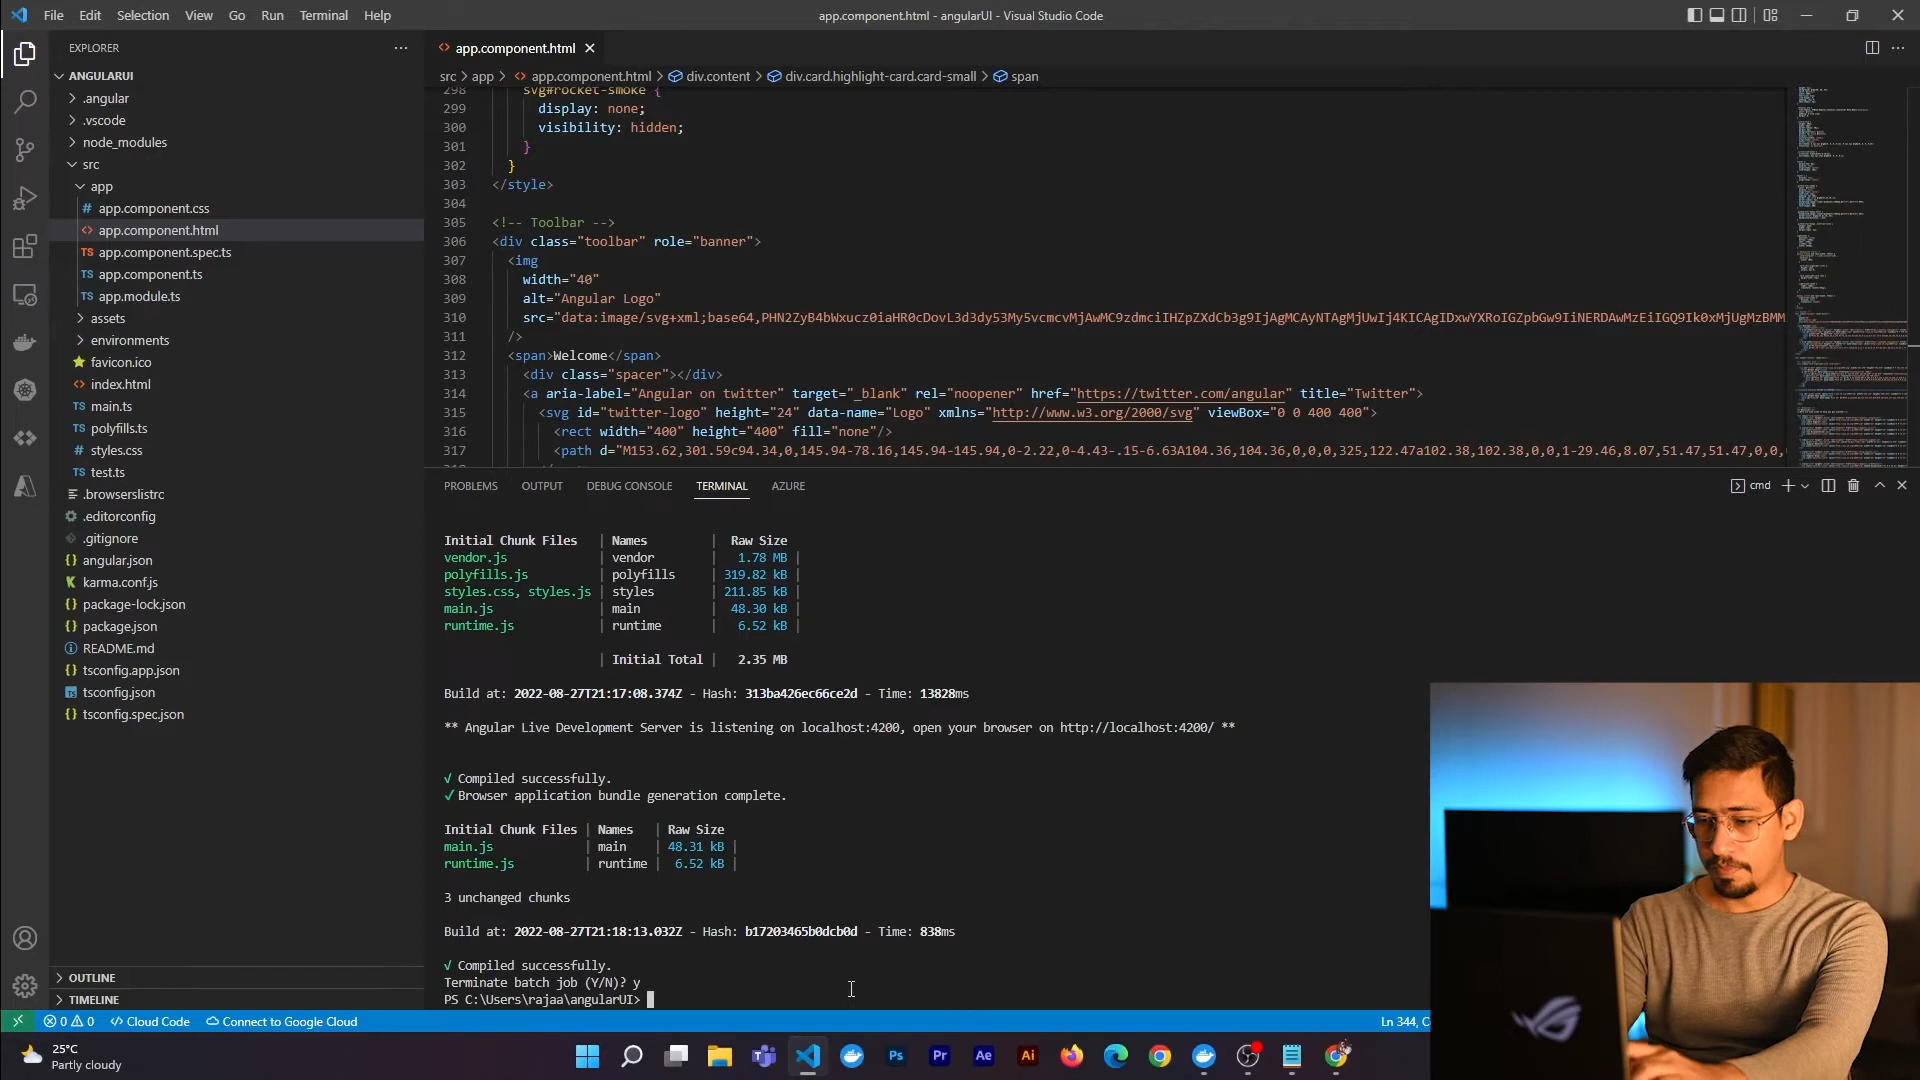 File Edit Selection View Go Run Terminal Help
app.component.html - angularUI - Visual Studio Code
EXPLORER
ANGULARUI
.angular
.vscode
node_modules
src
app
app.component.css
app.component.html
TS app.component.spec.ts
TS app.component.ts
TS app.module.ts
assets
environments
favicon.ico
index.html
TS main.ts
TS polyfills.ts
# styles.css
TS test.ts
.browserslistrc
.editorconfig
.gitignore
{} angular.json
karma.conf.js
{} package-lock.json
{} package.json
README.md
{} tsconfig.app.json
TS tsconfig.json
{} tsconfig.spec.json
OUTLINE
TIMELINE
app.component.html
src > app > app.component.html > div.content > div.card.highlight-card.card-small > span
298 svg#rocket-smoke {
299 display: none;
300 visibility: hidden;
301 }
302 }
303 </style>
304
305 <!-- Toolbar -->
306 <div class="toolbar" role="banner">
307 <img
308 width="40"
309 alt="Angular Logo"
310
311 />
312 <span>Welcome</span>
313 <div class="spacer"></div>
314 <a aria-label="Angular on twitter" target="_blank" rel="noopener" href="https://twitter.com/angular" title="Twitter">
315 <svg id="twitter-logo" height="24" data-name="Logo" xmlns="http://www.w3.org/2000/svg" viewBox="0 0 400 400">
316 <rect width="400" height="400" fill="none"/>
317 <path d="M153.62,301.59c94.34,0,145.94-78.16,145.94-145.94,0-2.22,0-4.43-.15-6.63A104.36,104.36,0,0,0,325,122.47a102.38,102.38,0,0,1-29.46,8.07,51.47,51.47,0,0,
PROBLEMS OUTPUT DEBUG CONSOLE TERMINAL AZURE
cmd
Initial Chunk Files | Names | Raw Size
vendor.js | vendor | 1.78 MB |
polyfills.js | polyfills | 319.82 kB |
styles.css, styles.js | styles | 211.85 kB |
main.js | main | 48.30 kB |
runtime.js | runtime | 6.52 kB |
| Initial Total | 2.35 MB
Build at: 2022-08-27T21:17:08.374Z - Hash: 313ba426ec66ce2d - Time: 13828ms
** Angular Live Development Server is listening on localhost:4200, open your browser on http://localhost:4200/ **
√ Compiled successfully.
✓ Browser application bundle generation complete.
Initial Chunk Files | Names | Raw Size
main.js | main | 48.31 kB |
runtime.js | runtime | 6.52 kB |
3 unchanged chunks
Build at: 2022-08-27T21:18:13.032Z - Hash: b17203465b0dcb0d - Time: 838ms
√ Compiled successfully.
Terminate batch job (Y/N)? y
PS C:\Users\rajaa\angularUI>
0 0 Cloud Code Connect to Google Cloud
Ln 344, C
25°C
Partly cloudy
Ps Pr Ae Ai